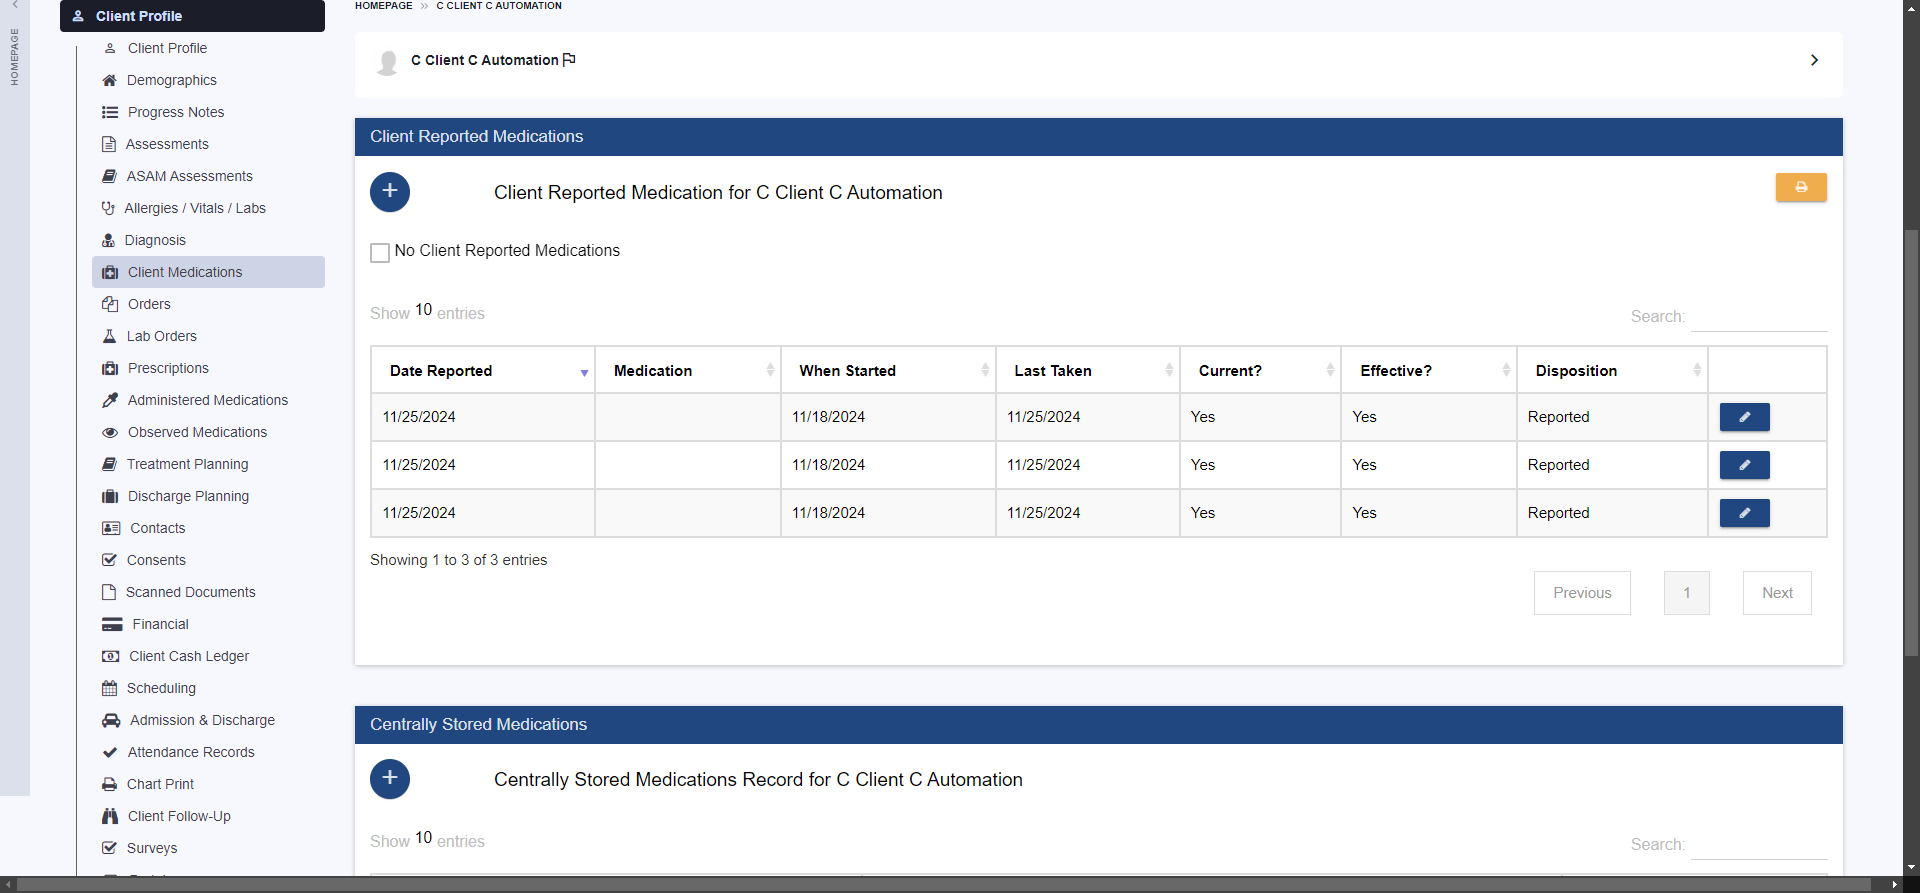 HOMEPAGE
Client Profile
Client Profile
Demographics
Progress Notes
Assessments
ASAM Assessments
Allergies / Vitals / Labs
Diagnosis
Client Medications
Orders
Lab Orders
Prescriptions
Administered Medications
Observed Medications
Treatment Planning
Discharge Planning
Contacts
Consents
Scanned Documents
Financial
Client Cash Ledger
Scheduling
Admission & Discharge
Attendance Records
Chart Print
Client Follow-Up
Surveys
HOMEPAGE » C CLIENT C AUTOMATION
C Client C Automation
Client Reported Medications
Client Reported Medication for C Client C Automation
No Client Reported Medications
Show 10 entries Search:
Date Reported Medication When Started Last Taken Current? Effective? Disposition
11/25/2024 11/18/2024 11/25/2024 Yes Yes Reported
11/25/2024 11/18/2024 11/25/2024 Yes Yes Reported
11/25/2024 11/18/2024 11/25/2024 Yes Yes Reported
Showing 1 to 3 of 3 entries
Previous 1 Next
Centrally Stored Medications
Centrally Stored Medications Record for C Client C Automation
Show 10 entries Search: